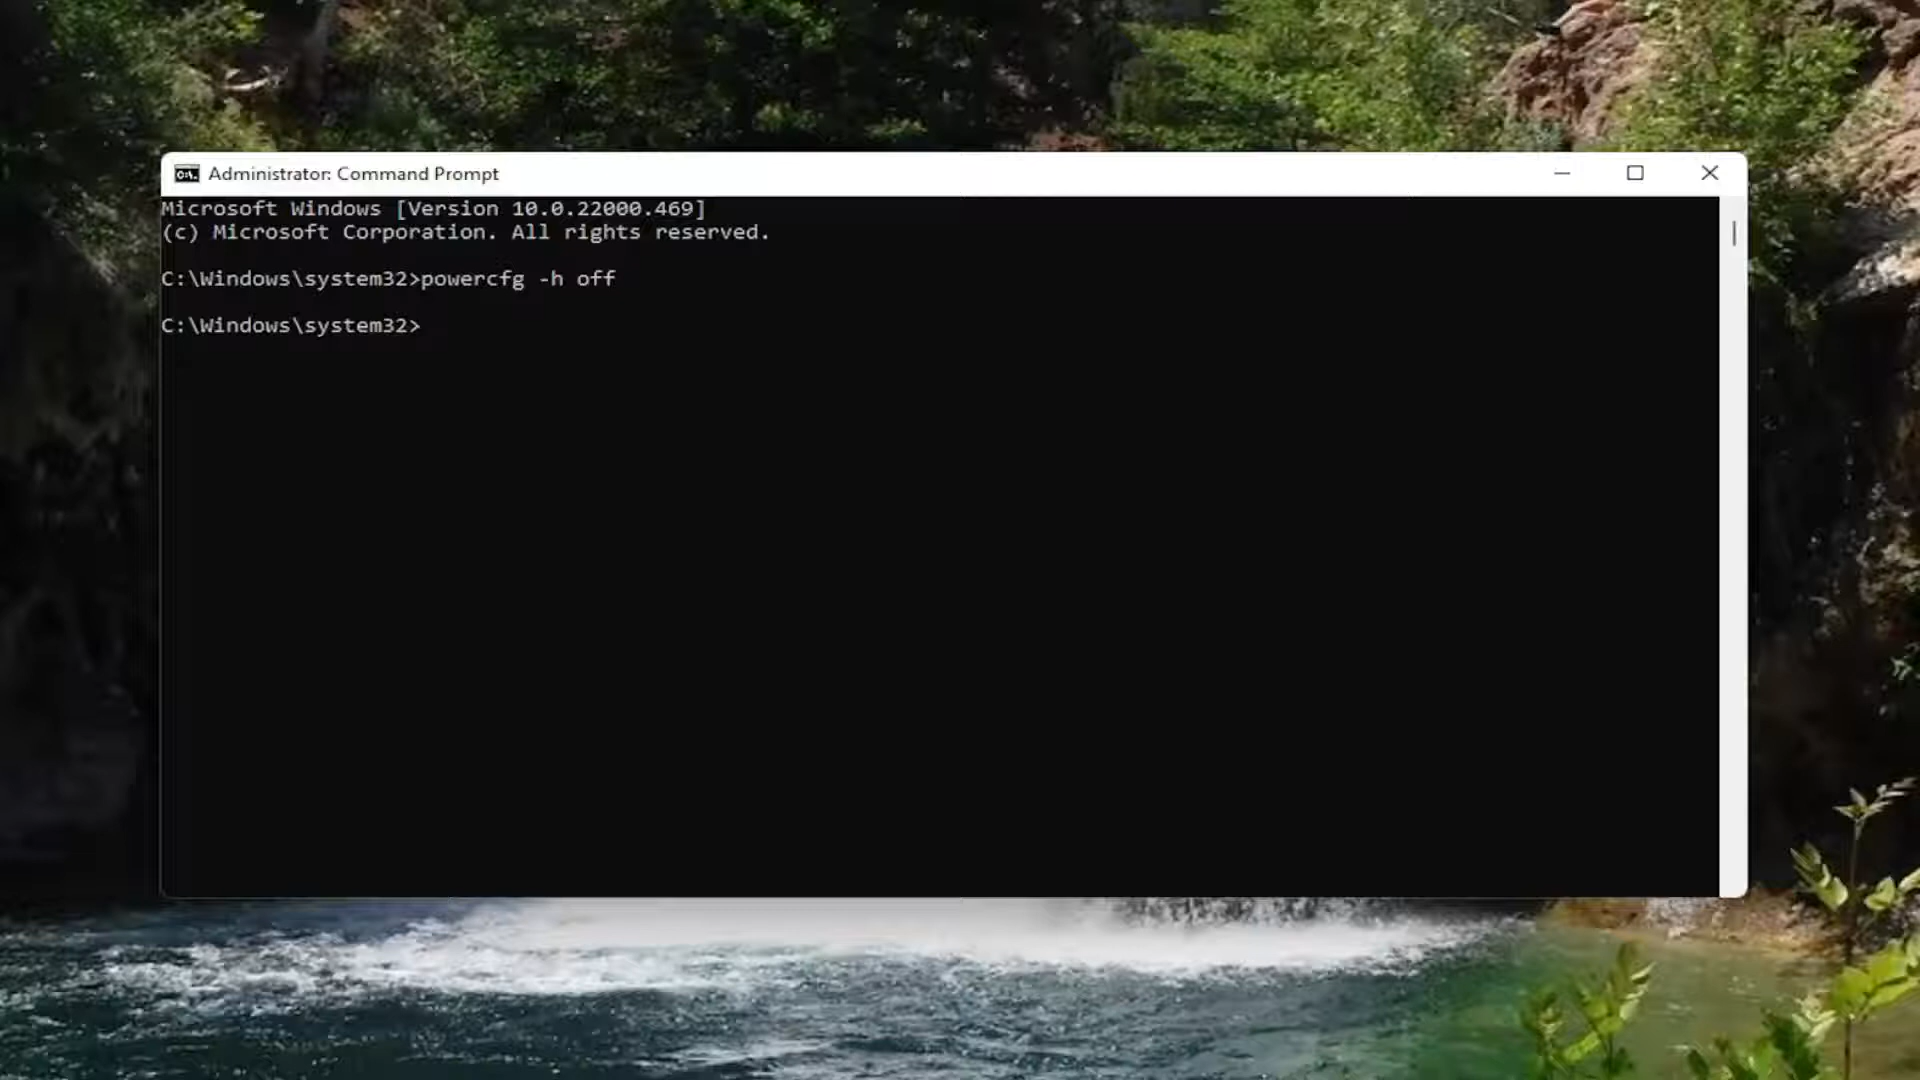 Administrator: Command Prompt
Microsoft Windows [Version 10.0.22000.469]
(c) Microsoft Corporation. All rights reserved.
C:\Windows\system32>powercfg -h off
C:\Windows\system32>